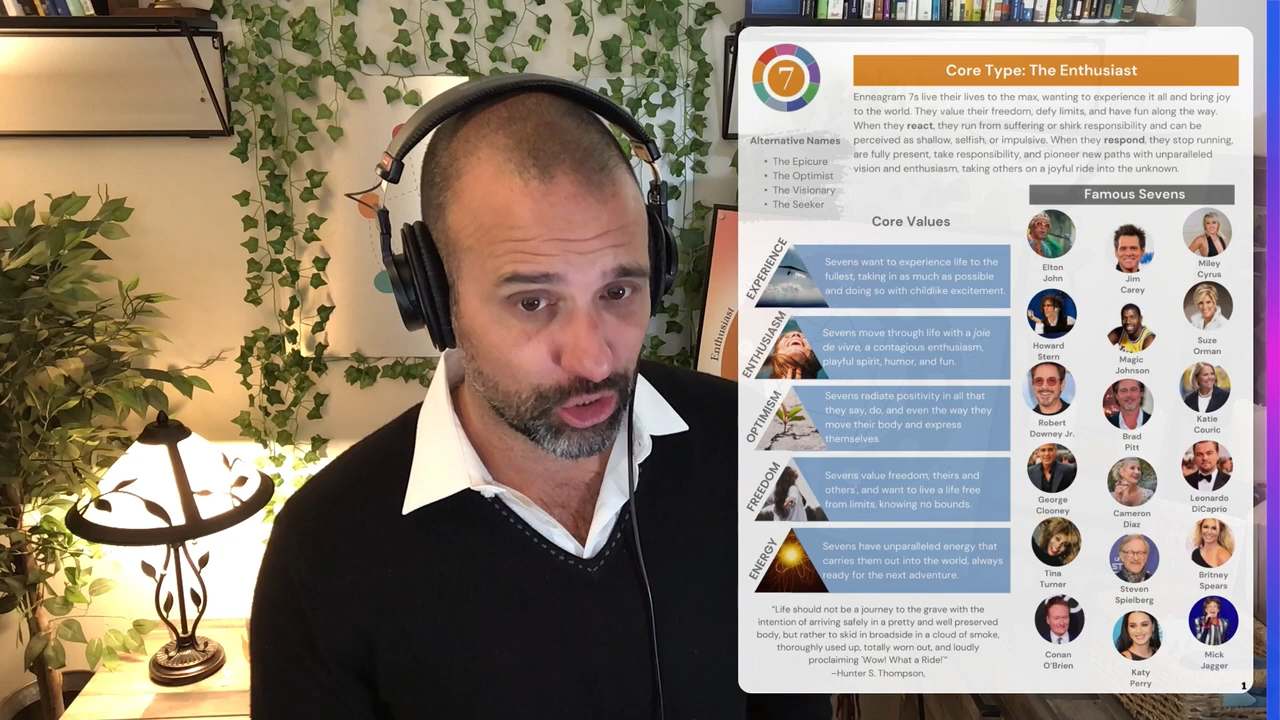 7
Core Type: The Enthusiast
Enneagram 7s live their lives to the max, wanting to experience it all and bring joy
to the world. They value their freedom, defy limits, and have fun along the way.
When they react, they run from suffering or shirk responsibility and can be
perceived as shallow, selfish, or impulsive. When they respond, they stop running,
are fully present, take responsibility, and pioneer new paths with unparalleled
vision and enthusiasm, taking others on a joyful ride into the unknown.
Alternative Names
• The Epicure
• The Optimist
• The Visionary
• The Seeker
Core Values
EXPERIENCE
Sevens want to experience life to the
fullest, taking in as much as possible
and doing so with childlike excitement.
ENTHUSIASM
Sevens move through life with a joie
de vivre, a contagious enthusiasm,
playful spirit, humor, and fun.
OPTIMISM
Sevens radiate positivity in all that
they say, do, and even the way they
move their body and express
themselves.
FREEDOM
Sevens value freedom, theirs and
others', and want to live a life free
from limits, knowing no bounds.
ENERGY
Sevens have unparalleled energy that
carries them out into the world, always
ready for the next adventure.
"Life should not be a journey to the grave with the
intention of arriving safely in a pretty and well preserved
body, but rather to skid in broadside in a cloud of smoke,
thoroughly used up, totally worn out, and loudly
proclaiming 'Wow! What a Ride!'"
–Hunter S. Thompson,
Famous Sevens
Elton
John
Jim
Carey
Miley
Cyrus
Howard
Stern
Magic
Johnson
Suze
Orman
Robert
Downey Jr.
Brad
Pitt
Katie
Couric
George
Clooney
Cameron
Diaz
Leonardo
DiCaprio
Tina
Turner
Steven
Spielberg
Britney
Spears
Conan
O'Brien
Katy
Perry
Mick
Jagger
1
Enthusiast